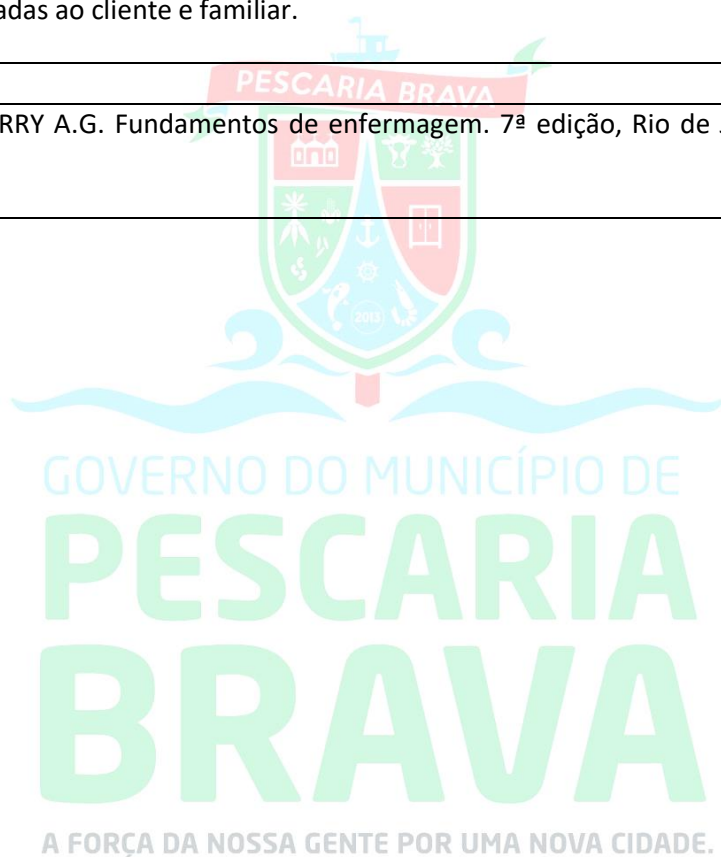 adas ao cliente e familiar.
PESCARIA BRAVA
RRY A.G. Fundamentos de enfermagem. 7ª edição, Rio de
2013
GOVERNO DO MUNICÍPIO DE
PESCARIA
BRAVA
A FORÇA DA NOSSA GENTE POR UMA NOVA CIDADE.